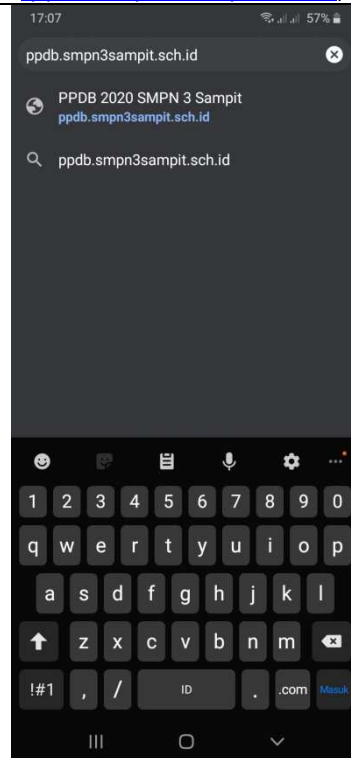 17:07 57%
ppdb.smpn3sampit.sch.id
PPDB 2020 SMPN 3 Sampit
ppdb.smpn3sampit.sch.id
ppdb.smpn3sampit.sch.id
1 2 3 4 5 6 7 8 9 0
q w e r t y u i o p
a s d f g h j k l
z x c v b n m
!#1 , / ID . .com Masuk